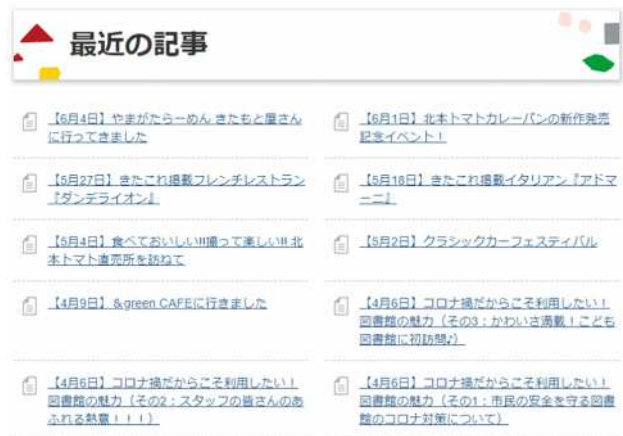 最近の記事
【6月4日】やまがたらーめん きたもと屋さん
に行ってきました
【6月1日】北本トマトカレーパンの新作発売
記念イベント！
【5月27日】きたこれ掲載フレンチレストラン
『ダンデライオン』
【5月18日】きたこれ掲載イタリアン『アドマ
ーニ』
【5月4日】食べておいしい!!撮って楽しい!! 北
本トマト直売所を訪ねて
【5月2日】クラシックカーフェスティバル
【4月9日】＆green CAFEに行きました
【4月6日】コロナ禍だからこそ利用したい！
図書館の魅力（その3：かわいさ満載！こども
図書館に初訪問♪）
【4月6日】コロナ禍だからこそ利用したい！
図書館の魅力（その2：スタッフの皆さんのあ
ふれる熱意！！！）
【4月6日】コロナ禍だからこそ利用したい！
図書館の魅力（その1：市民の安全を守る図書
館のコロナ対策について）